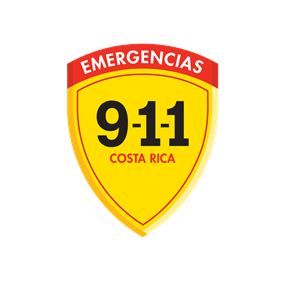 EMERGENCIAS
9-1-1
COSTA RICA